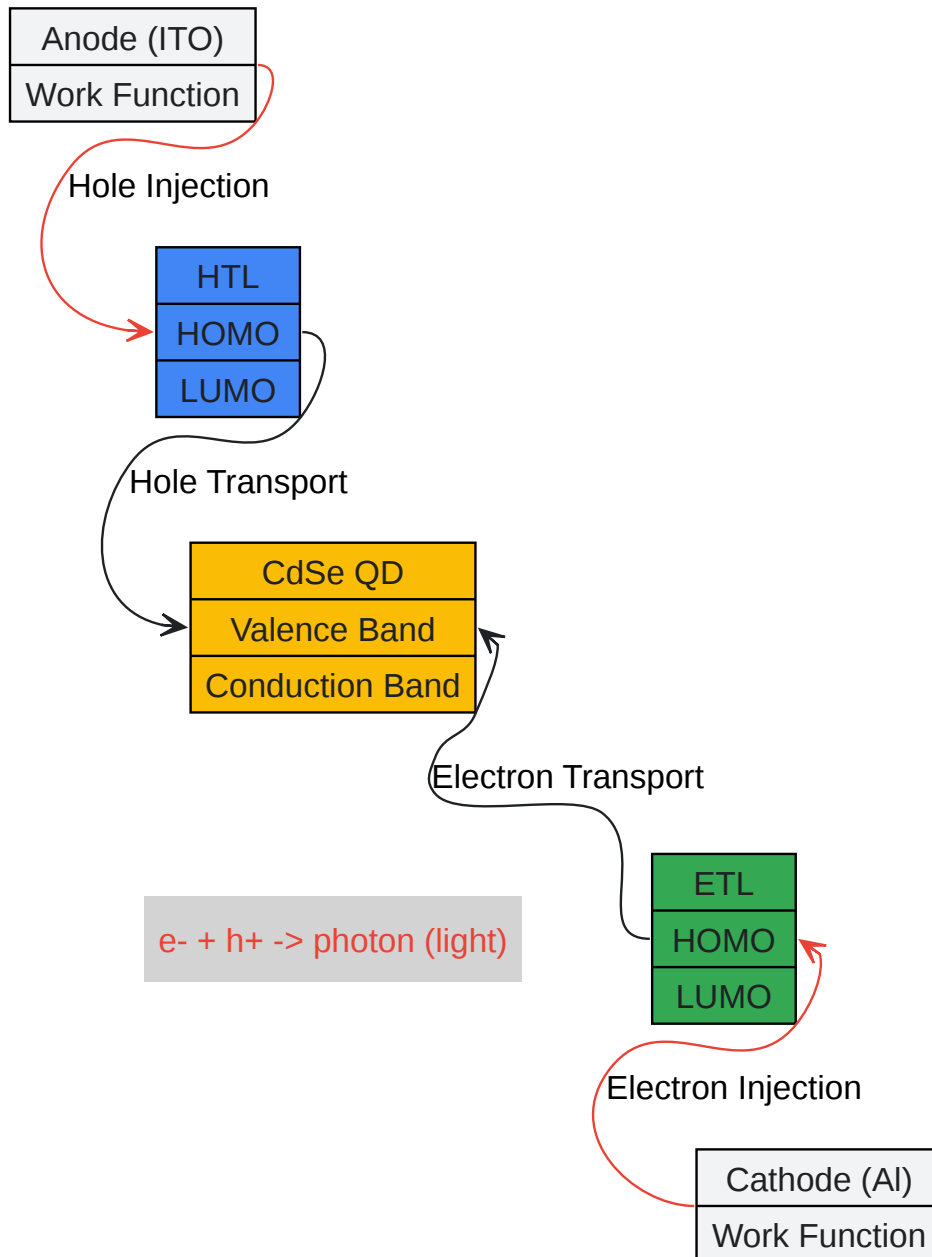 Anode (ITO)
Work Function
Hole Injection
HTL
HOMO
LUMO
Hole Transport
CdSe QD
Valence Band
Conduction Band
Electron Transport
ETL
HOMO
LUMO
e- + h+ -> photon (light)
Electron Injection
Cathode (Al)
Work Function